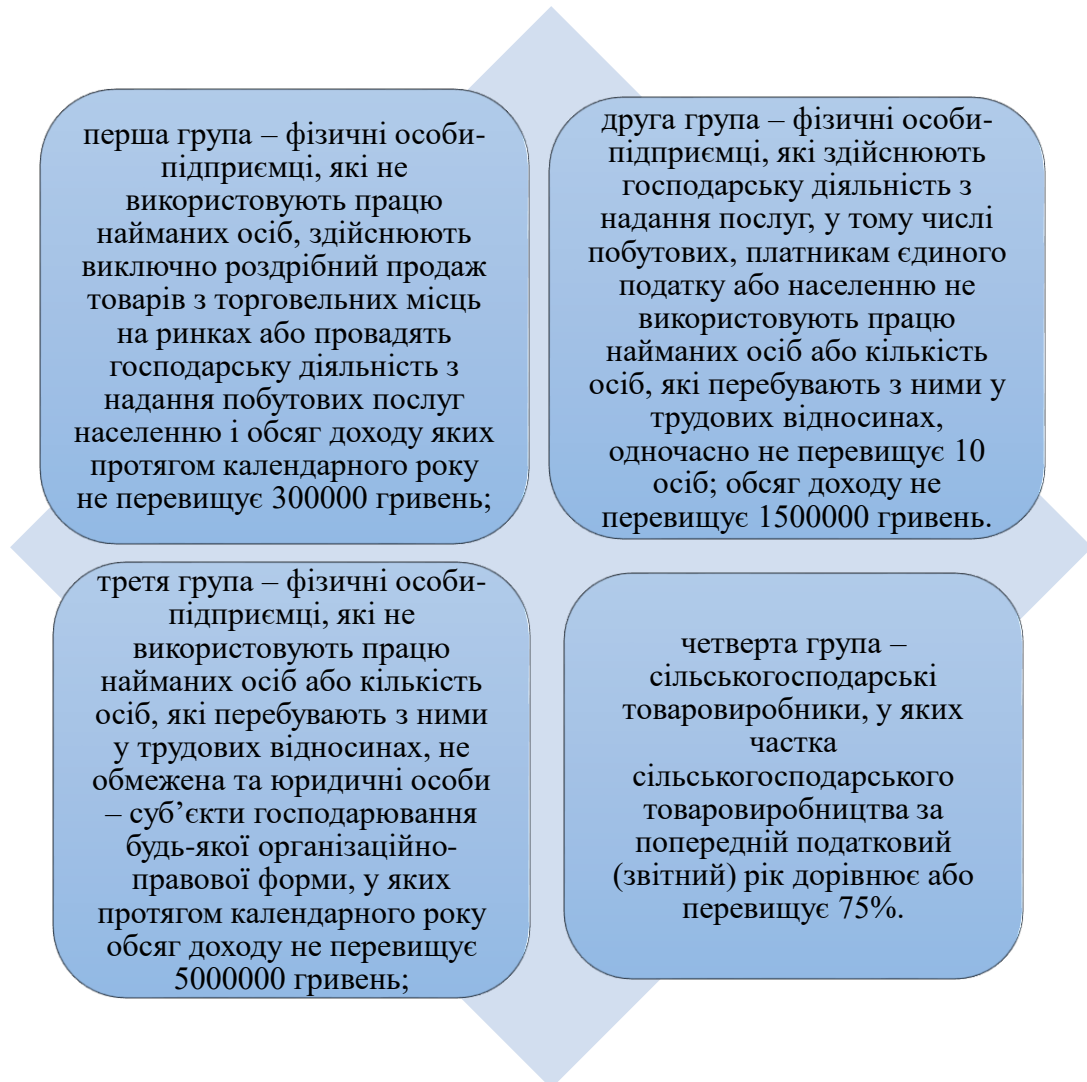 перша група – фізичні особи-
підприємці, які не
використовують працю
найманих осіб, здійснюють
виключно роздрібний продаж
товарів з торговельних місць
на ринках або провадять
господарську діяльність з
надання побутових послуг
населенню і обсяг доходу яких
протягом календарного року
не перевищує 300000 гривень;
друга група – фізичні особи-
підприємці, які здійснюють
господарську діяльність з
надання послуг, у тому числі
побутових, платникам єдиного
податку або населенню не
використовують працю
найманих осіб або кількість
осіб, які перебувають з ними у
трудових відносинах,
одночасно не перевищує 10
осіб; обсяг доходу не
перевищує 1500000 гривень.
третя група – фізичні особи-
підприємці, які не
використовують працю
найманих осіб або кількість
осіб, які перебувають з ними
у трудових відносинах, не
обмежена та юридичні особи
– суб’єкти господарювання
будь-якої організаційно-
правової форми, у яких
протягом календарного року
обсяг доходу не перевищує
5000000 гривень;
четверта група –
сільськогосподарські
товаровиробники, у яких
частка
сільськогосподарського
товаровиробництва за
попередній податковий
(звітний) рік дорівнює або
перевищує 75%.